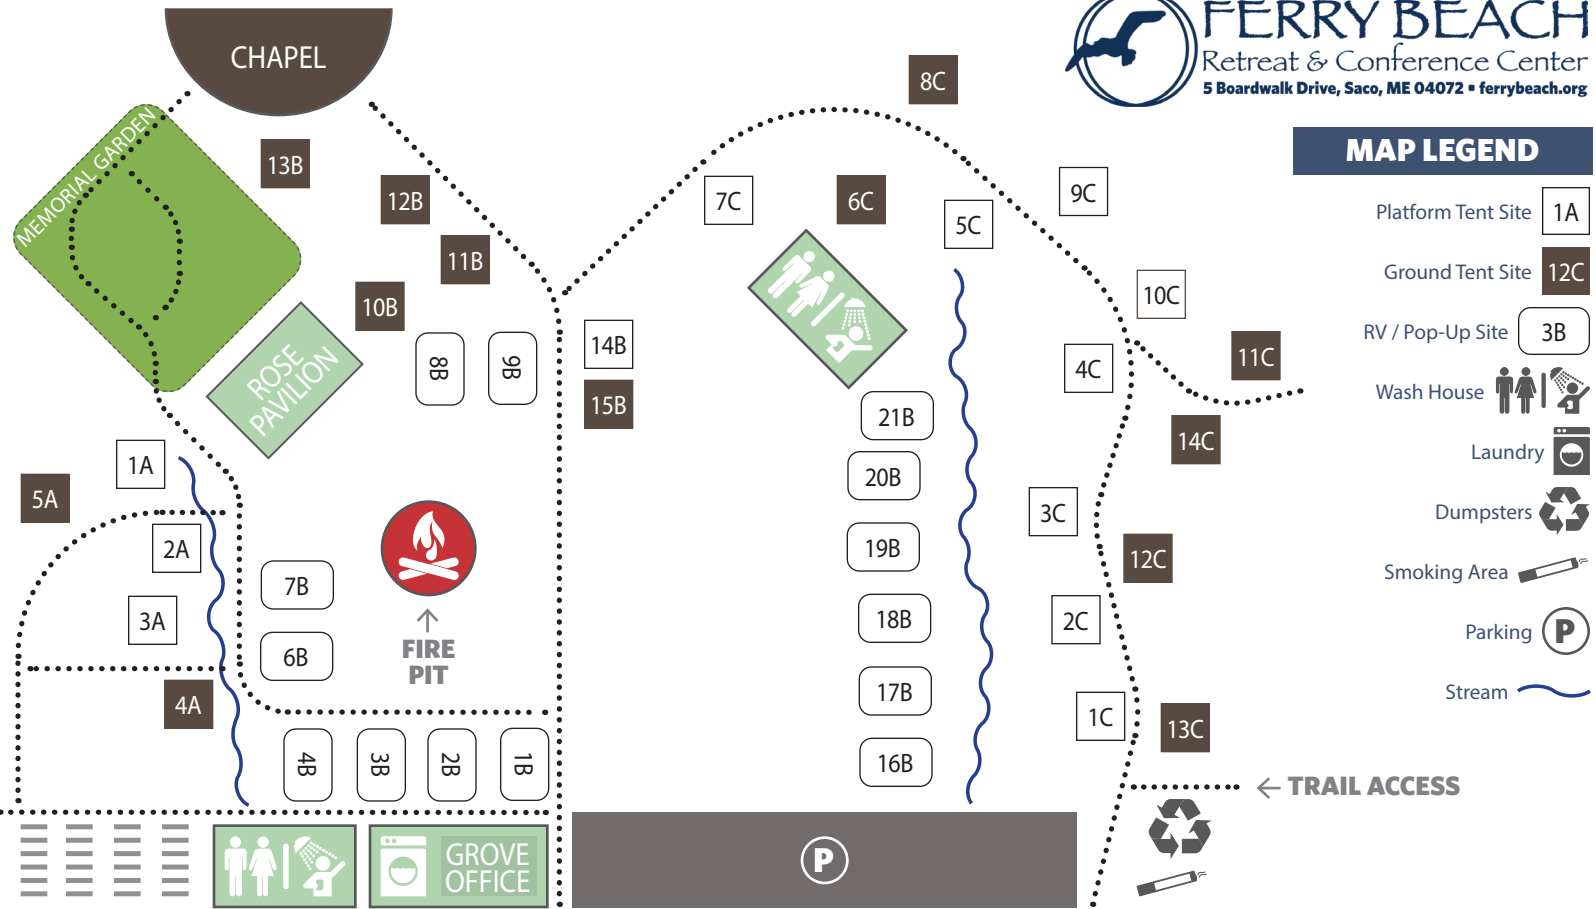 FERRY BEACH
Retreat & Conference Center
5 Boardwalk Drive, Saco, ME 04072 • ferrybeach.org
MAP LEGEND
Platform Tent Site 1A
Ground Tent Site 12C
RV / Pop-Up Site 3B
Wash House
Laundry
Dumpsters
Smoking Area
Parking P
Stream
CHAPEL
MEMORIAL GARDEN
13B
12B
11B
10B
8B
9B
ROSE
PAVILION
14B
15B
8C
7C
6C
5C
9C
10C
4C
11C
14C
21B
20B
19B
18B
17B
16B
3C
12C
2C
1C
13C
1A
5A
2A
3A
4A
7B
6B
FIRE
PIT
4B
3B
2B
1B
TRAIL ACCESS
GROVE
OFFICE
P